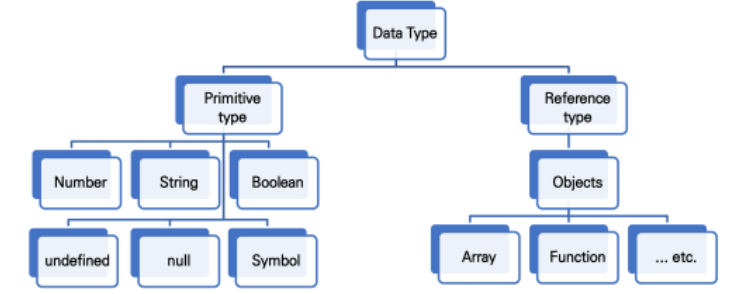 Data Type
Primitive
type
Reference
type
Number
String
Boolean
Objects
undefined
null
Symbol
Array
Function
... etc.